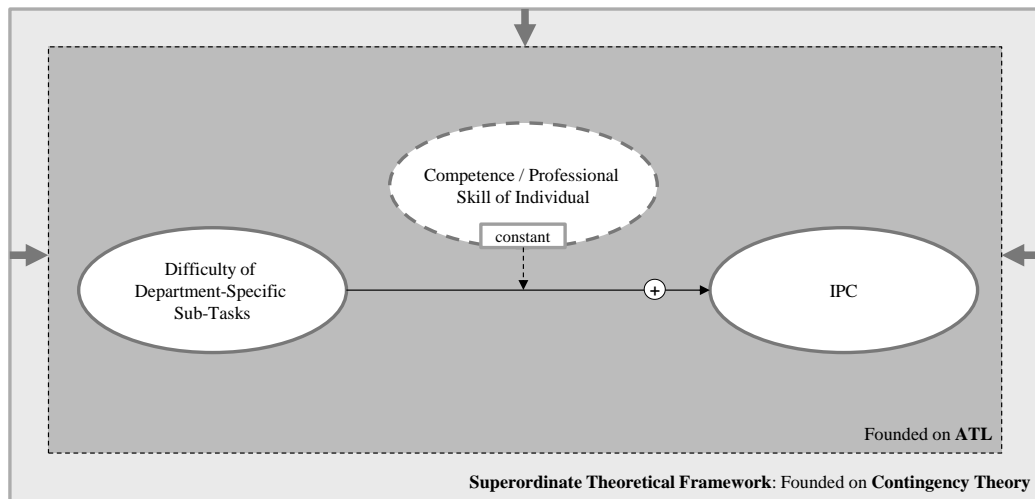 Competence / Professional
Skill of Individual
constant
Difficulty of
Department-Specific
Sub-Tasks
+
IPC
Founded on ATL
Superordinate Theoretical Framework: Founded on Contingency Theory